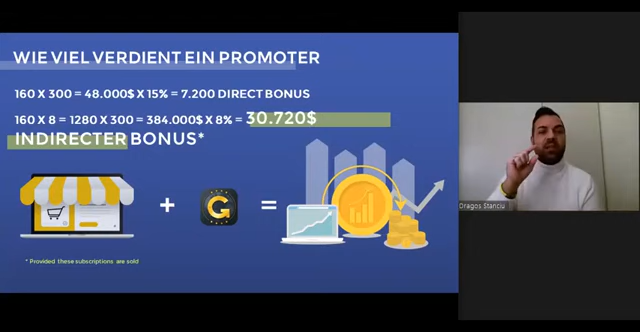 WIE VIEL VERDIENT EIN PROMOTER
160 X 300 = 48.000$ X 15% = 7.200 DIRECT BONUS
160 X 8 = 1280 X 300 = 384.000$ X 8% = 30.720$
INDIRECTER BONUS*
+ G =
* Provided these subscriptions are sold
Dragos Stanciu